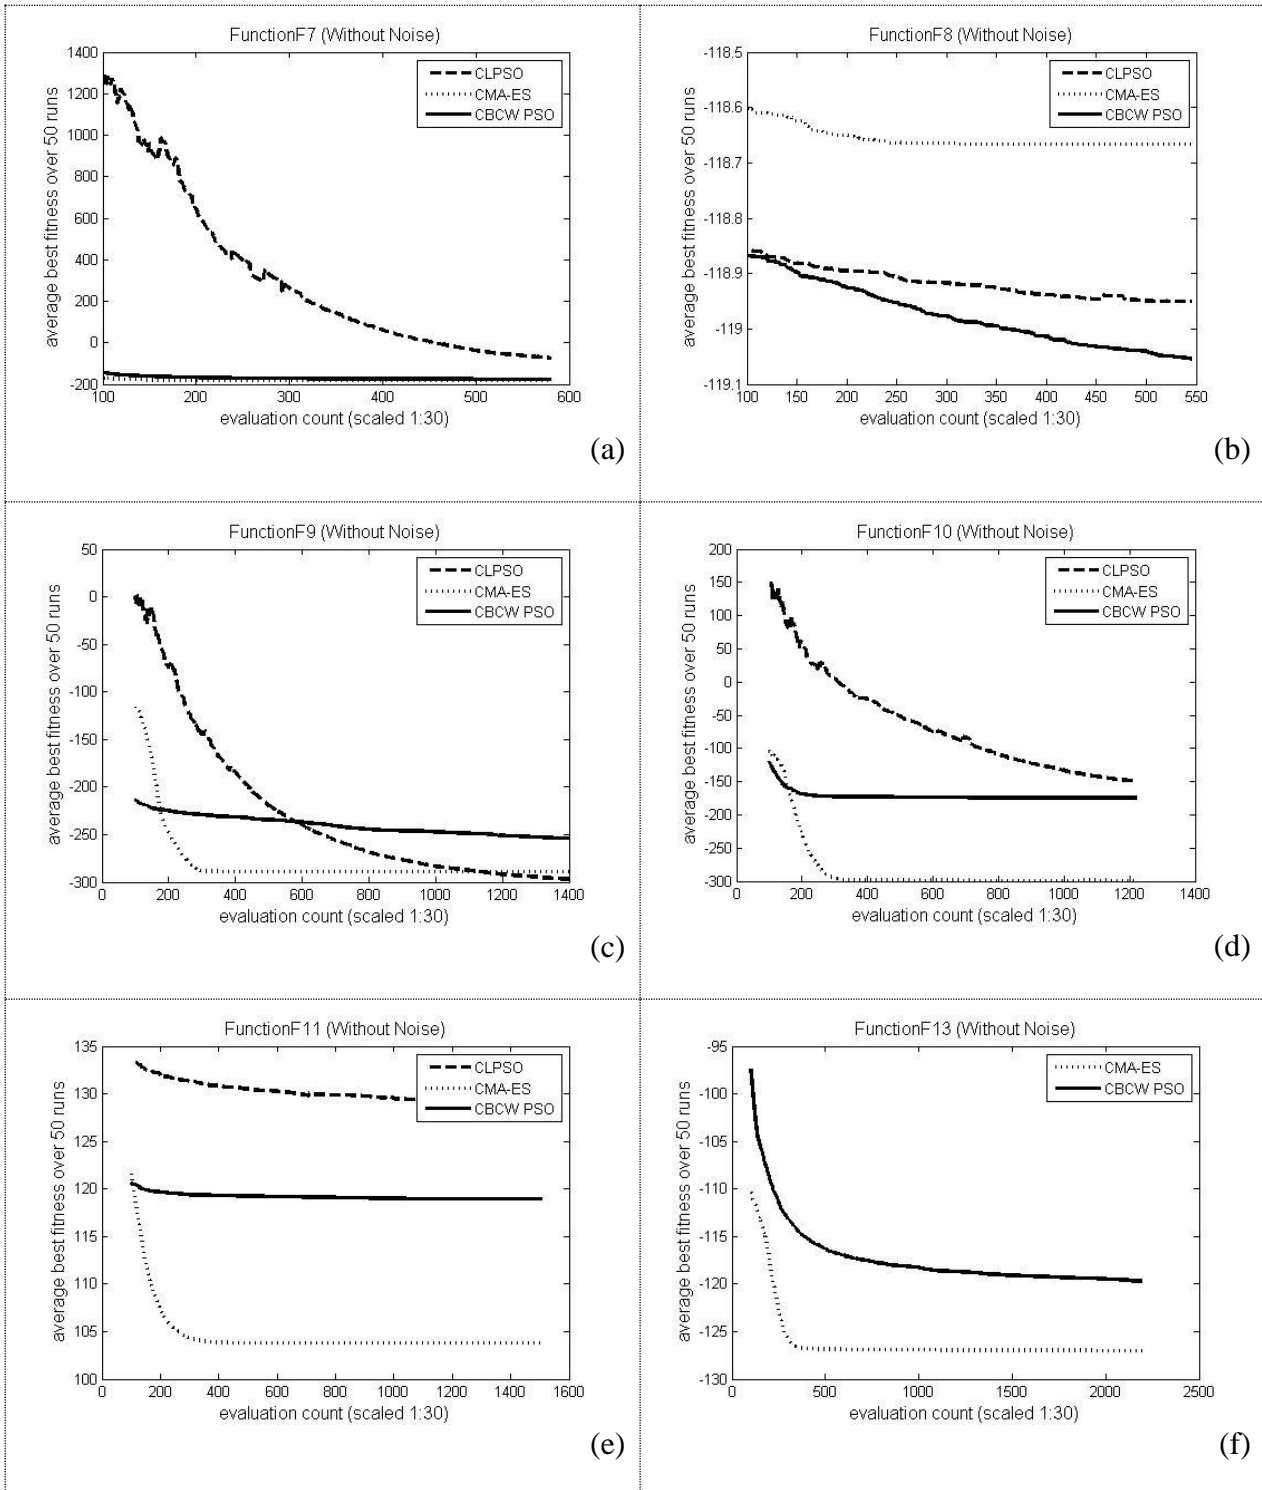 FunctionF7 (Without Noise)
1400
1200
1000
800
600
400
200
0
-200
average best fitness over 50 runs
CLPSO
CMA-ES
CBCW PSO
100 200 300 400 500 600
evaluation count (scaled 1:30)
(a)
FunctionF8 (Without Noise)
-118.5
-118.6
-118.7
-118.8
-118.9
-119
-119.1
average best fitness over 50 runs
CLPSO
CMA-ES
CBCW PSO
100 150 200 250 300 350 400 450 500 550
evaluation count (scaled 1:30)
(b)
FunctionF9 (Without Noise)
50
0
-50
-100
-150
-200
-250
-300
average best fitness over 50 runs
CLPSO
CMA-ES
CBCW PSO
0 200 400 600 800 1000 1200 1400
evaluation count (scaled 1:30)
(c)
FunctionF10 (Without Noise)
200
150
100
50
0
-50
-100
-150
-200
-250
-300
average best fitness over 50 runs
CLPSO
CMA-ES
CBCW PSO
0 200 400 600 800 1000 1200 1400
evaluation count (scaled 1:30)
(d)
FunctionF11 (Without Noise)
135
130
125
120
115
110
105
100
average best fitness over 50 runs
CLPSO
CMA-ES
CBCW PSO
0 200 400 600 800 1000 1200 1400 1600
evaluation count (scaled 1:30)
(e)
FunctionF13 (Without Noise)
-95
-100
-105
-110
-115
-120
-125
-130
average best fitness over 50 runs
CMA-ES
CBCW PSO
0 500 1000 1500 2000 2500
evaluation count (scaled 1:30)
(f)